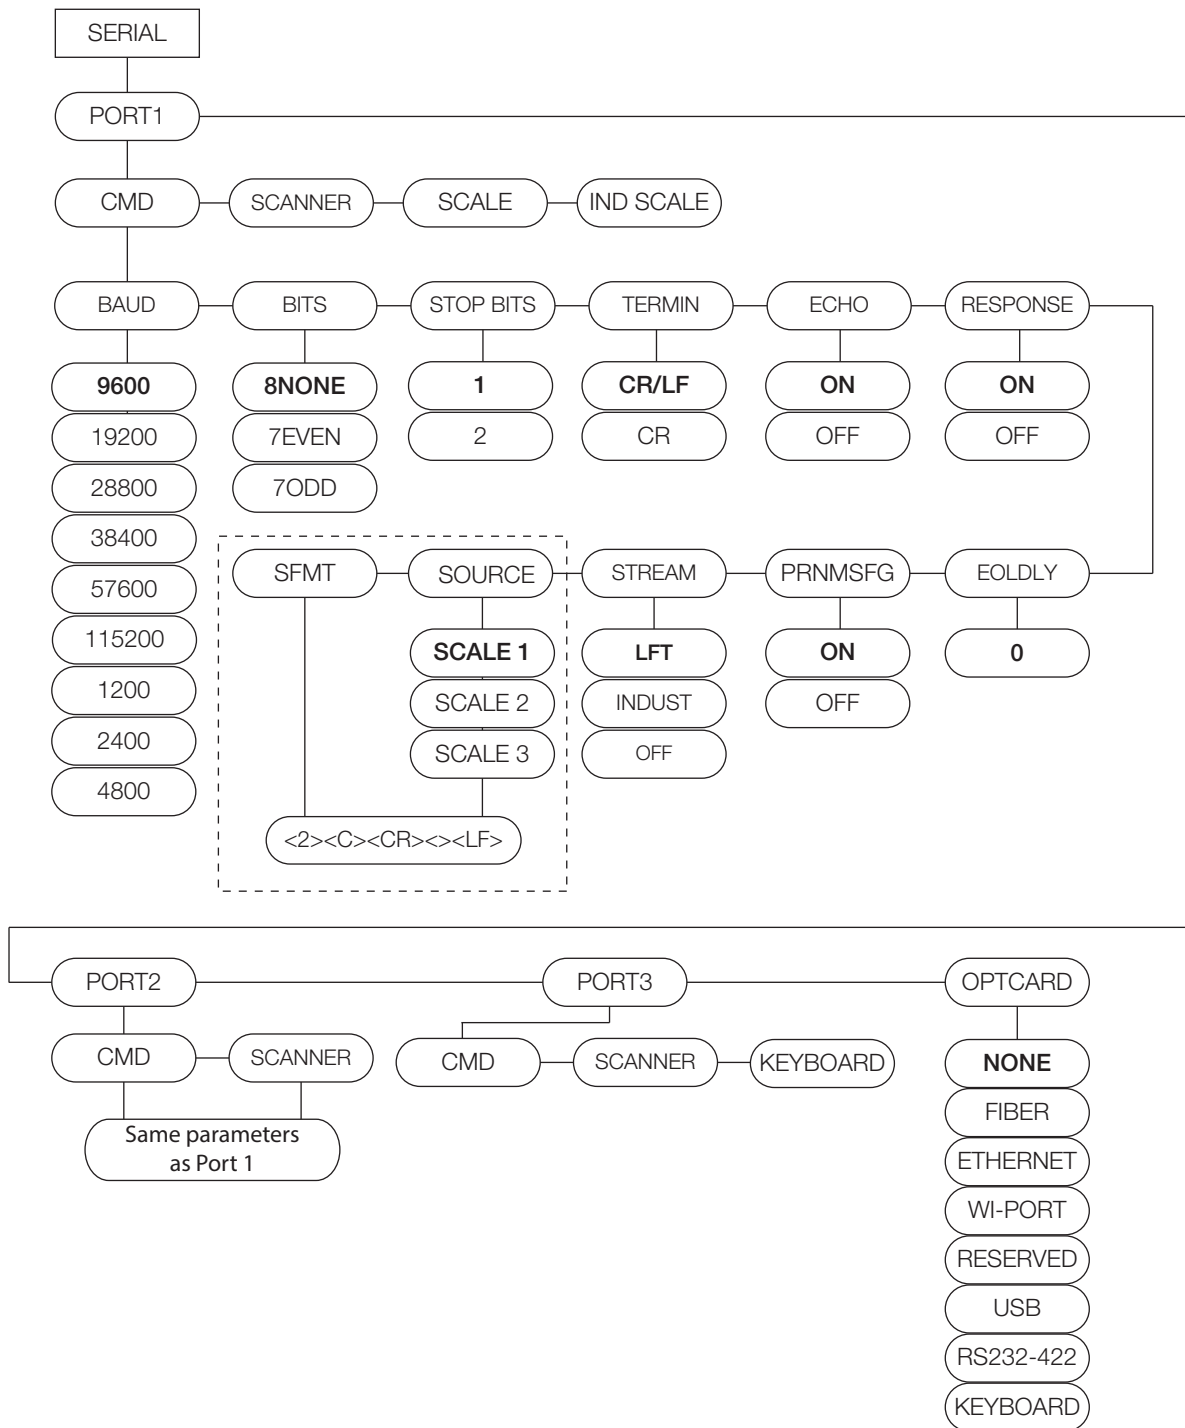 SERIAL
PORT1
CMD SCANNER SCALE IND SCALE
BAUD BITS STOP BITS TERMIN ECHO RESPONSE
9600 8NONE 1 CR/LF ON ON
19200 7EVEN 2 CR OFF OFF
28800 7ODD
38400
57600
115200
1200
2400
4800
SFMT SOURCE STREAM PRNMSFG EOLDLY
SCALE 1 LFT ON 0
SCALE 2 INDUST OFF
SCALE 3 OFF
<2><C><CR><><LF>
PORT2 PORT3 OPTCARD
CMD SCANNER CMD SCANNER KEYBOARD
Same parameters
as Port 1
NONE
FIBER
ETHERNET
WI-PORT
RESERVED
USB
RS232-422
KEYBOARD